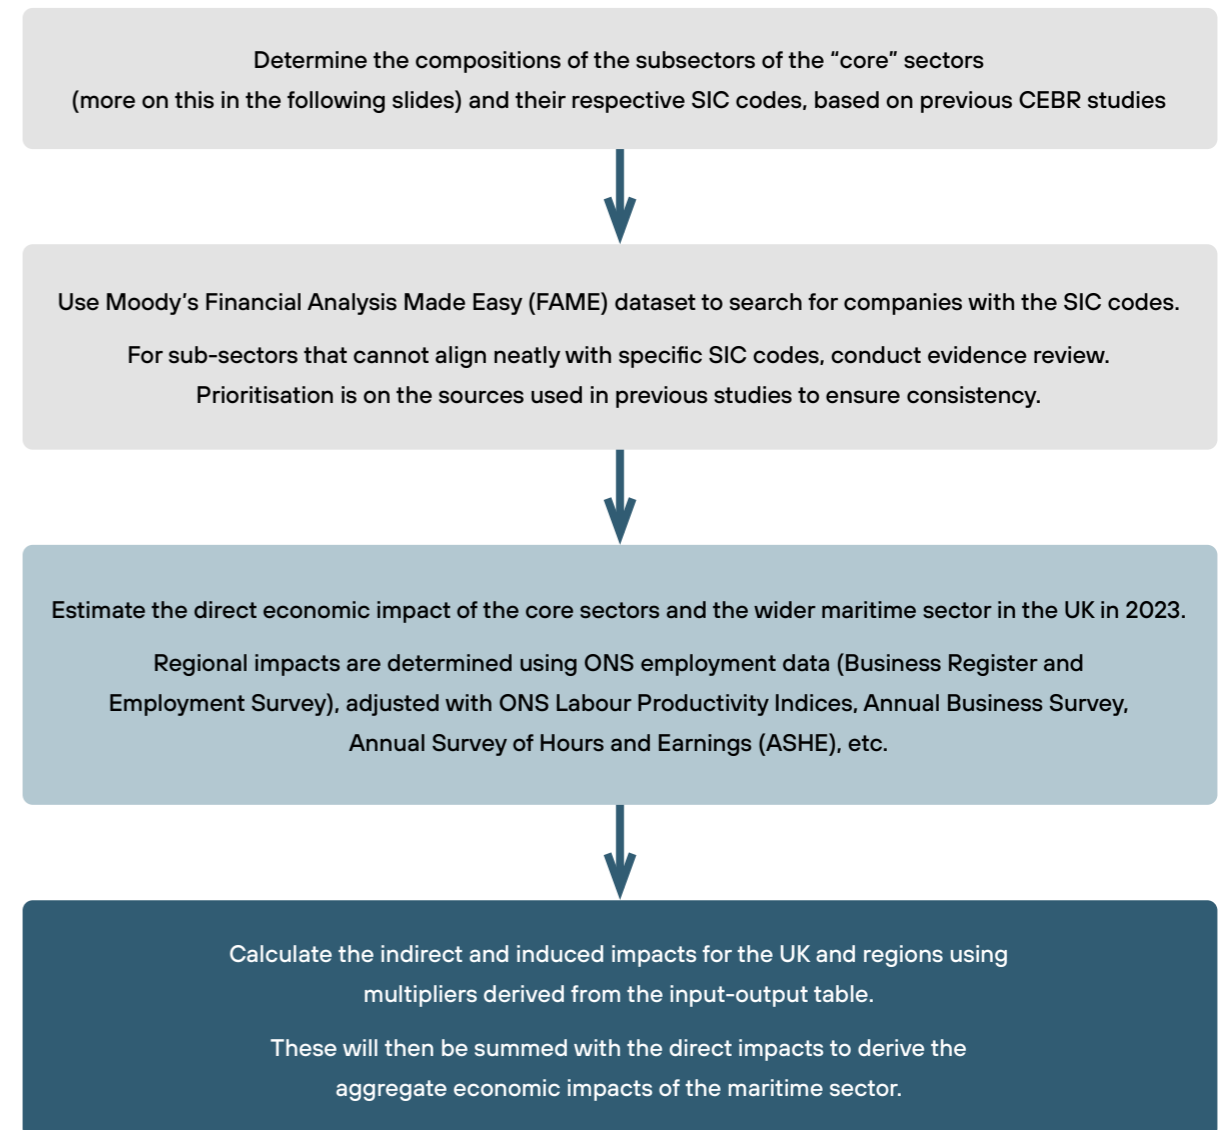 Determine the compositions of the subsectors of the “core” sectors
(more on this in the following slides) and their respective SIC codes, based on previous CEBR studies
Use Moody’s Financial Analysis Made Easy (FAME) dataset to search for companies with the SIC codes.
For sub-sectors that cannot align neatly with specific SIC codes, conduct evidence review.
Prioritisation is on the sources used in previous studies to ensure consistency.
Estimate the direct economic impact of the core sectors and the wider maritime sector in the UK in 2023.
Regional impacts are determined using ONS employment data (Business Register and
Employment Survey), adjusted with ONS Labour Productivity Indices, Annual Business Survey,
Annual Survey of Hours and Earnings (ASHE), etc.
Calculate the indirect and induced impacts for the UK and regions using
multipliers derived from the input-output table.
These will then be summed with the direct impacts to derive the
aggregate economic impacts of the maritime sector.